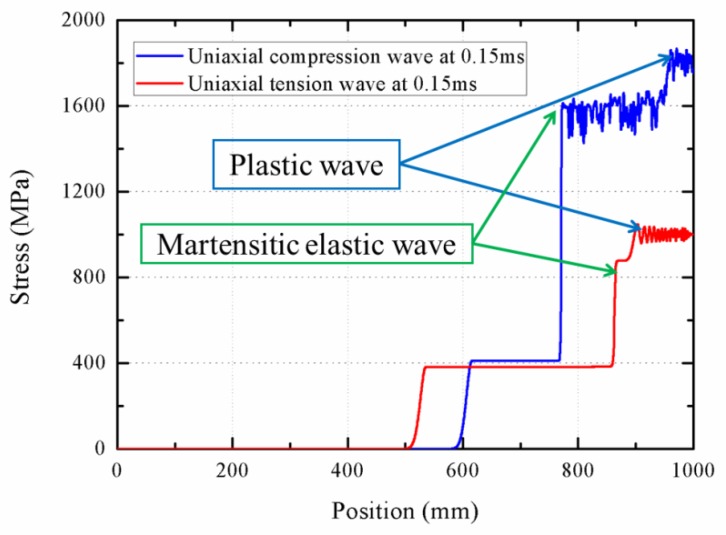 2000
1600
1200
800
400
0
Stress (MPa)
Uniaxial compression wave at 0.15ms
Uniaxial tension wave at 0.15ms
Plastic wave
Martensitic elastic wave
0 200 400 600 800 1000
Position (mm)